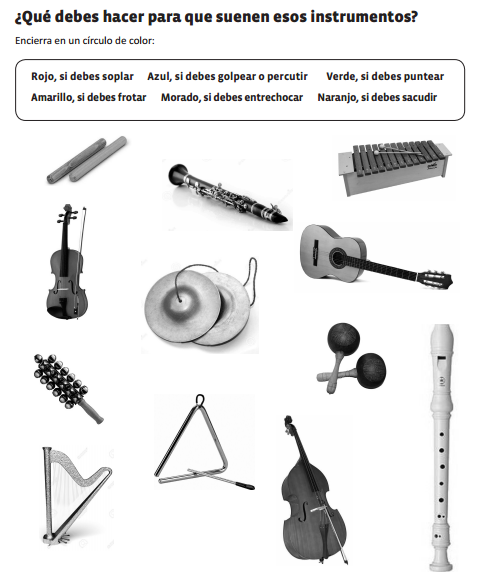 ¿Qué debes hacer para que suenen esos instrumentos?
Encierra en un círculo de color:
Rojo, si debes soplar Azul, si debes golpear o percutir Verde, si debes puntear
Amarillo, si debes frotar Morado, si debes entrechocar Naranjo, si debes sacudir